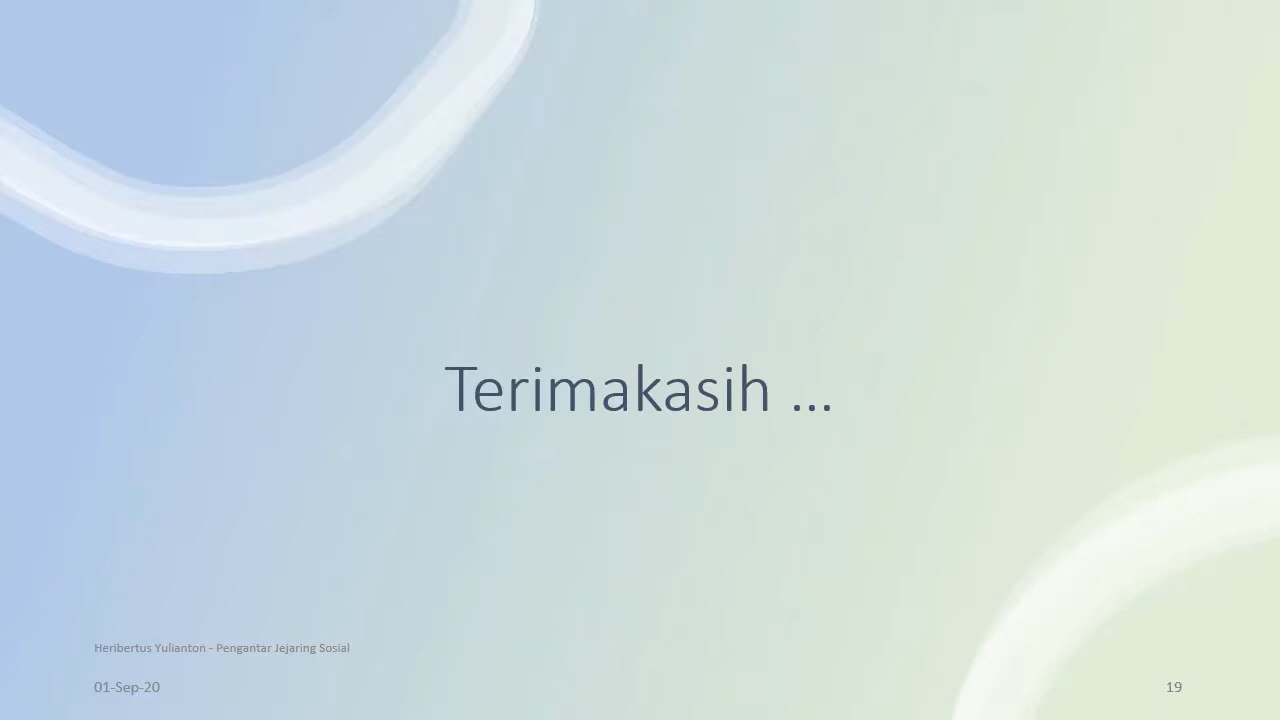 Terimakasih ...
Heribertus Yulianton - Pengantar Jejaring Sosial
01-Sep-20
19